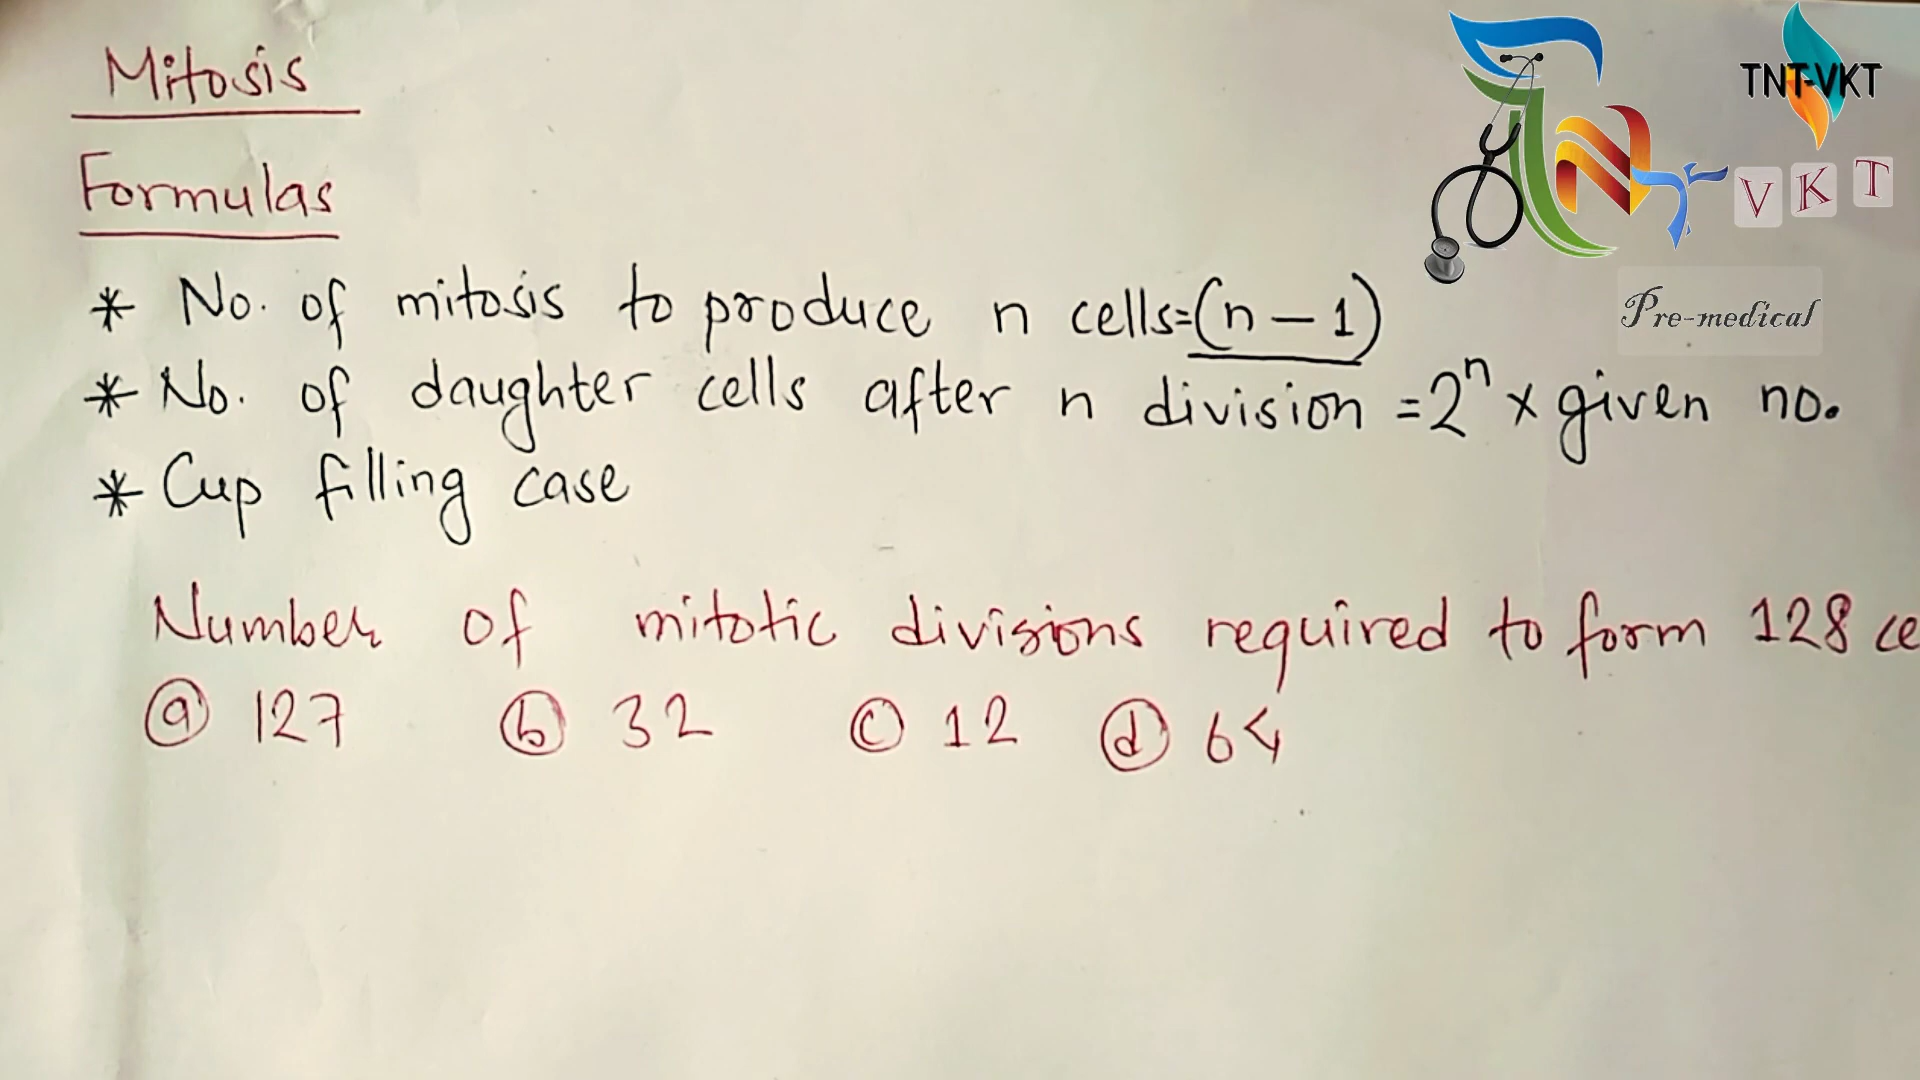 Mitosis
Formulas
* No. of mitosis to produce n cells=(n-1)
* No. of daughter cells after n division = 2ⁿ x given no.
* Cup filling case
Number of mitotic divisions required to form 128 ce
ⓐ 127 ⓑ 32 ⓒ 12 ⓓ 64
TNT-VKT
TNT VKT
Pre-medical